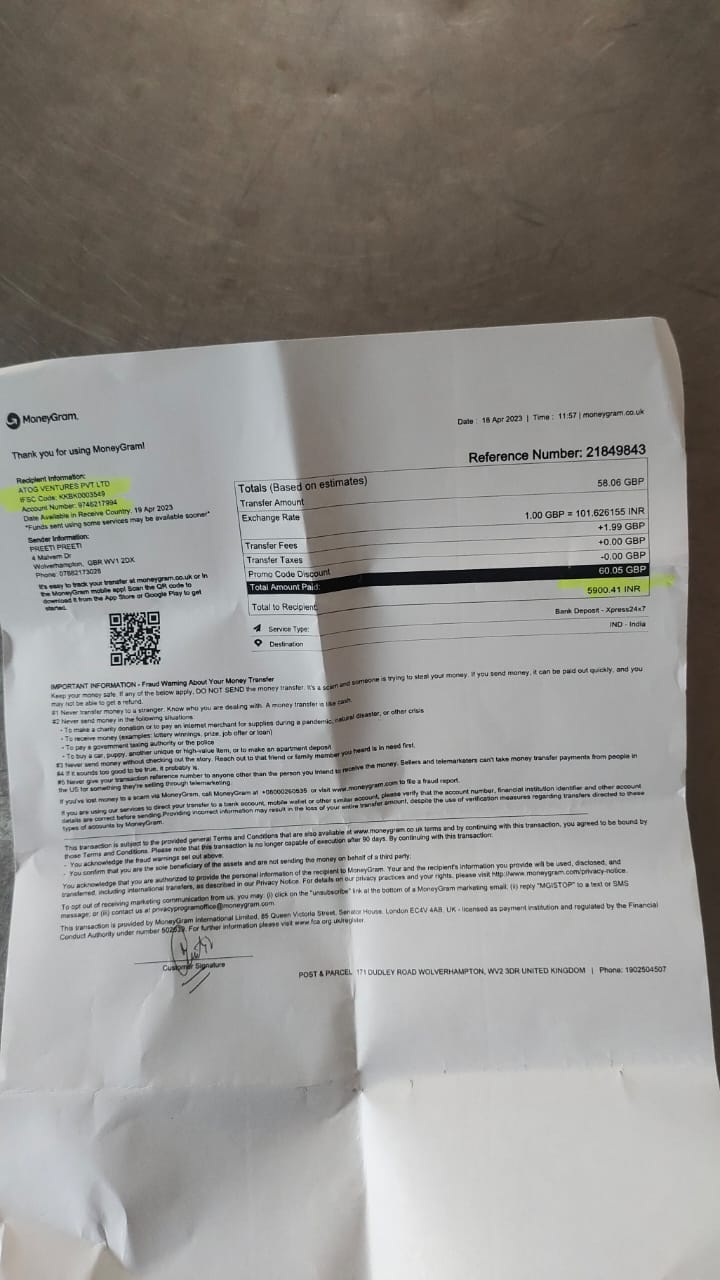 MoneyGram.
Date : 18 Apr 2023 | Time : 11:57 | moneygram.co.uk
Thank you for using MoneyGram!
Reference Number: 21849843
Recipient Information:
ATOG VENTURES PVT LTD
IFSC Code: KKBK0003549
Account Number: 9746217994
Date Available in Receive Country: 19 Apr 2023
"Funds sent using some services may be available sooner"
Sender Information:
PREETI PREETI
4 Malvern Dr
Wolverhampton, GBR WV1 2DX
Phone: 07882173028
It's easy to track your transfer at moneygram.co.uk or in
the MoneyGram mobile app! Scan the QR code to
download it from the App Store or Google Play to get
started.
Totals (Based on estimates)
Transfer Amount 58.06 GBP
Exchange Rate 1.00 GBP = 101.626155 INR
Transfer Fees +1.99 GBP
Transfer Taxes +0.00 GBP
Promo Code Discount -0.00 GBP
Total Amount Paid: 60.05 GBP
Total to Recipient: 5900.41 INR
Service Type: Bank Deposit - Xpress24x7
Destination IND - India
IMPORTANT INFORMATION - Fraud Warning About Your Money Transfer
Keep your money safe. If any of the below apply, DO NOT SEND the money transfer. It's a scam and someone is trying to steal your money. If you send money, it can be paid out quickly, and you
may not be able to get a refund.
#1 Never transfer money to a stranger. Know who you are dealing with. A money transfer is like cash.
#2 Never send money in the following situations
- To make a charity donation or to pay an internet merchant for supplies during a pandemic, natural disaster, or other crisis
- To receive money (examples: lottery winnings, prize, job offer or loan)
- To pay a government taxing authority or the police
- To buy a car, puppy, another unique or high-value item, or to make an apartment deposit
#3 Never send money without checking out the story. Reach out to that friend or family member you heard is in need first.
#4 If it sounds too good to be true, it probably is.
#5 Never give your transaction reference number to anyone other than the person you intend to receive the money. Sellers and telemarketers can't make money transfer payments from people in
the US for something they're selling through telemarketing.
If you've lost money to a scam via MoneyGram, call MoneyGram at +08000260535 or visit www.moneygram.com to file a fraud report.
If you are using our services to direct your transfer to a bank account, mobile wallet or other similar account, please verify that the account number, financial institution identifier and other account
details are correct before sending. Providing incorrect information may result in the loss of your entire transfer amount, despite the use of verification measures regarding transfers directed to these
types of accounts by MoneyGram.
This transaction is subject to the provided general Terms and Conditions that are also available at www.moneygram.co.uk terms and by continuing with this transaction, you agreed to be bound by
those Terms and Conditions. Please note that this transaction is no longer capable of execution after 90 days. By continuing with this transaction:
- You acknowledge the fraud warnings set out above;
- You confirm that you are the sole beneficiary of the assets and are not sending the money on behalf of a third party;
You acknowledge that you are authorized to provide the personal information of the recipient to MoneyGram. Your and the recipient's information you provide will be used, disclosed, and
transferred, including international transfers, as described in our Privacy Notice. For details on our privacy practices and your rights, please visit http://www.moneygram.com/privacy-notice.
To opt out of receiving marketing communication from us, you may: (i) click on the "unsubscribe" link at the bottom of a MoneyGram marketing email; (ii) reply "MGISTOP" to a text or SMS
message; or (iii) contact us at privacyprogramoffice@moneygram.com.
This transaction is provided by MoneyGram International Limited, 85 Queen Victoria Street, Senator House, London EC4V 4AB, UK - licensed as payment institution and regulated by the Financial
Conduct Authority under number 502639. For further information please visit www.fca.org.uk/register.
Customer Signature
POST & PARCEL 171 DUDLEY ROAD WOLVERHAMPTON, WV2 3DR UNITED KINGDOM | Phone: 1902504507